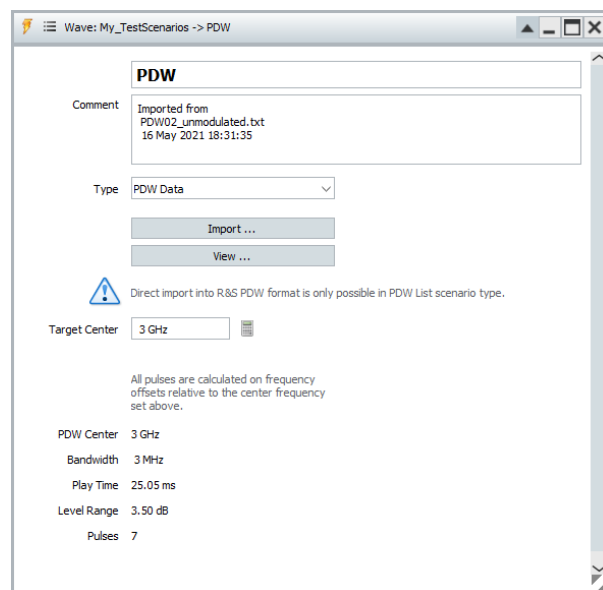 Wave: My_TestScenarios -> PDW
PDW
Comment
Imported from
PDW02_unmodulated.txt
16 May 2021 18:31:35
Type PDW Data
Import ...
View ...
Direct import into R&S PDW format is only possible in PDW List scenario type.
Target Center 3 GHz
All pulses are calculated on frequency
offsets relative to the center frequency
set above.
PDW Center 3 GHz
Bandwidth 3 MHz
Play Time 25.05 ms
Level Range 3.50 dB
Pulses 7